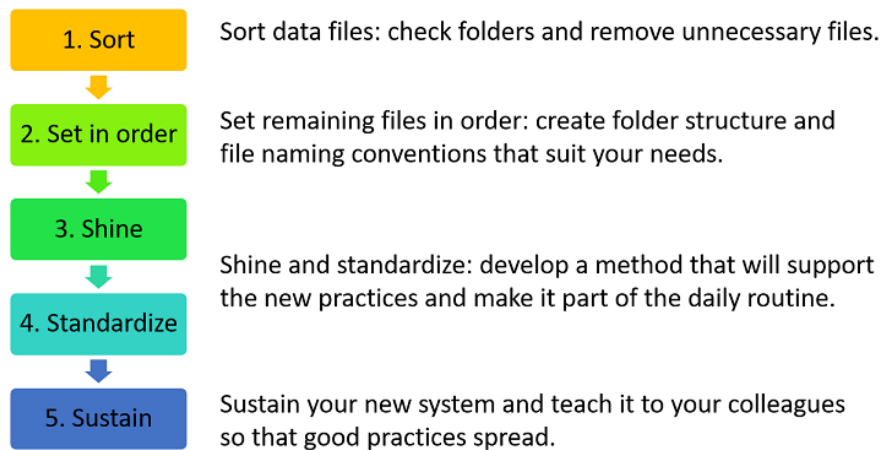 1. Sort
Sort data files: check folders and remove unnecessary files.
2. Set in order
Set remaining files in order: create folder structure and
file naming conventions that suit your needs.
3. Shine
Shine and standardize: develop a method that will support
the new practices and make it part of the daily routine.
4. Standardize
5. Sustain
Sustain your new system and teach it to your colleagues
so that good practices spread.